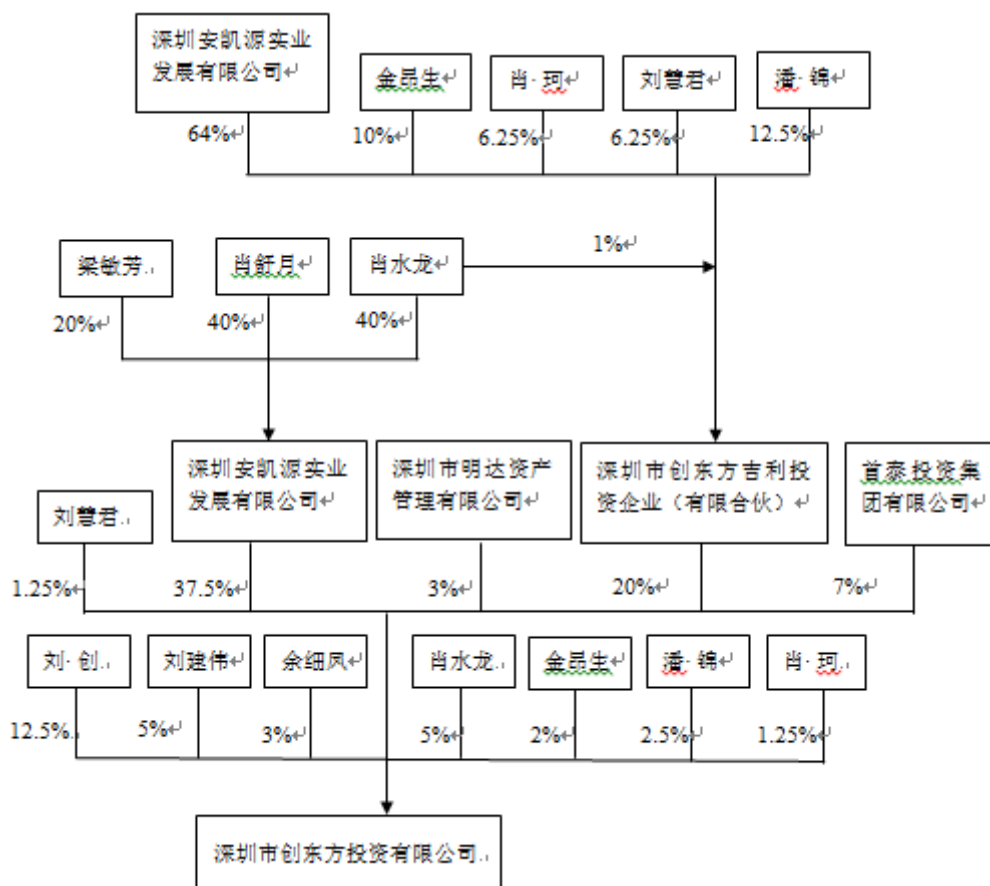 深圳安凯源实业
发展有限公司
金昂生
肖 珂
刘慧君
潘 锦
64%
10%
6.25%
6.25%
12.5%
梁敏芳
肖舒月
肖水龙
1%
20%
40%
40%
深圳安凯源实业
发展有限公司
深圳市明达资产
管理有限公司
深圳市创东方吉利投
资企业（有限合伙）
首泰投资集
团有限公司
刘慧君
1.25%
37.5%
3%
20%
7%
刘 创
刘建伟
余细凤
肖水龙
金昂生
潘 锦
肖 珂
12.5%
5%
3%
5%
2%
2.5%
1.25%
深圳市创东方投资有限公司